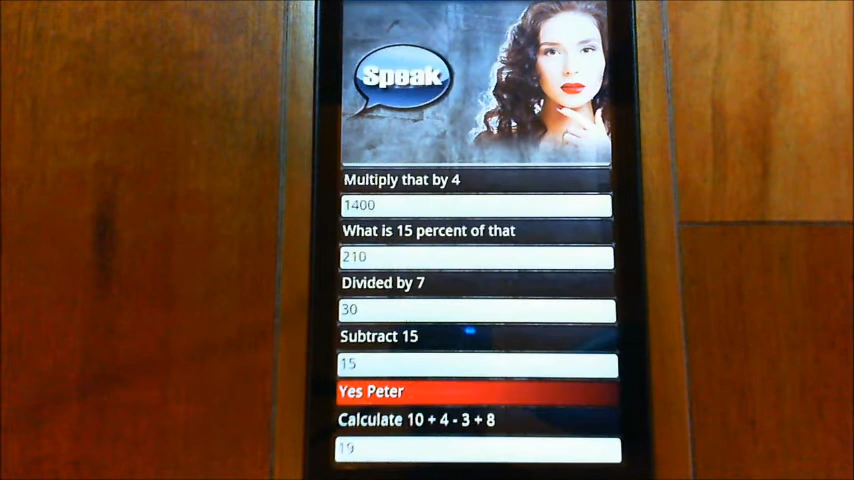 Speak
Multiply that by 4
1400
What is 15 percent of that
210
Divided by 7
30
Subtract 15
15
Yes Peter
Calculate 10 + 4 - 3 + 8
19